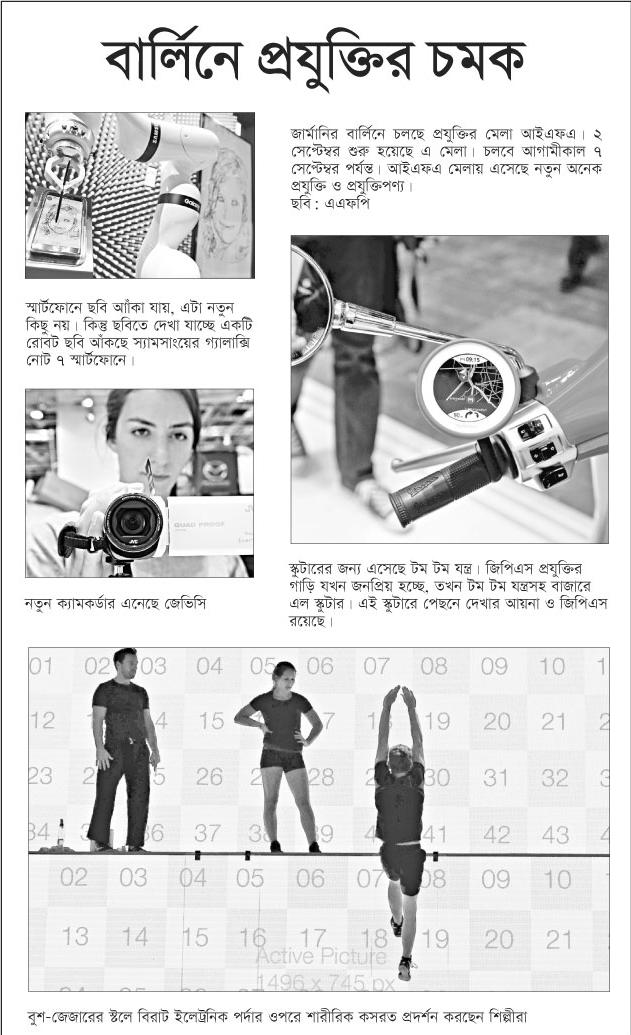 বার্লিনে প্রযুক্তির চমক
জার্মানির বার্লিনে চলছে প্রযুক্তির মেলা আইএফএ। ২
সেপ্টেম্বর শুরু হয়েছে এ মেলা। চলবে আগামীকাল ৭
সেপ্টেম্বর পর্যন্ত। আইএফএ মেলায় এসেছে নতুন অনেক
প্রযুক্তি ও প্রযুক্তিপণ্য।
ছবি : এএফপি
স্মার্টফোনে ছবি আঁকা যায়, এটা নতুন
কিছু নয়। কিন্তু ছবিতে দেখা যাচ্ছে একটি
রোবট ছবি আঁকছে স্যামসাংয়ের গ্যালাক্সি
নোট ৭ স্মার্টফোনে।
09:15
QUAD PROOF
JVC
নতুন ক্যামকর্ডার এনেছে জেভিসি
স্কুটারের জন্য এসেছে টম টম যন্ত্র। জিপিএস প্রযুক্তির
গাড়ি যখন জনপ্রিয় হচ্ছে, তখন টম টম যন্ত্রসহ বাজারে
এল স্কুটার। এই স্কুটারে পেছনে দেখার আয়না ও জিপিএস
রয়েছে।
01 02 03 04 05 06 07 08 09 10
12 15 19 20 21
23 26 28 30 31 32
34 36 37 38 39 41 42 43
02 03 04 05 06 07 08 09 10
13 14 15 16 17 18 19 20 21
Active Picture
1496 x 745 px
বুশ-জেজারের স্টলে বিরাট ইলেট্রনিক পর্দার ওপরে শারীরিক কসরত প্রদর্শন করছেন শিল্পীরা